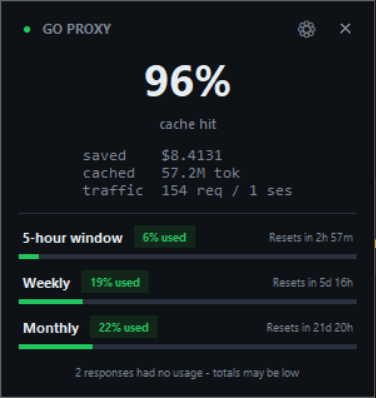 GO PROXY
96%
cache hit
saved $8.4131
cached 57.2M tok
traffic 154 req / 1 ses
5-hour window 6% used Resets in 2h 57m
Weekly 19% used Resets in 5d 16h
Monthly 22% used Resets in 21d 20h
2 responses had no usage - totals may be low